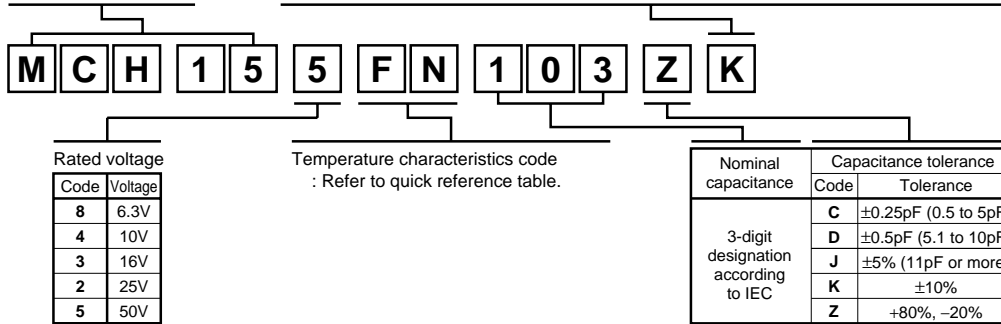 M C H 1 5 5 F N 1 0 3 Z K
Rated voltage
Code Voltage
8 6.3V
4 10V
3 16V
2 25V
5 50V
Temperature characteristics code
: Refer to quick reference table.
Nominal
capacitance
3-digit
designation
according
to IEC
Capacitance tolerance
Code Tolerance
C ±0.25pF (0.5 to 5pF
D ±0.5pF (5.1 to 10pF
J ±5% (11pF or more
K ±10%
Z +80%, −20%